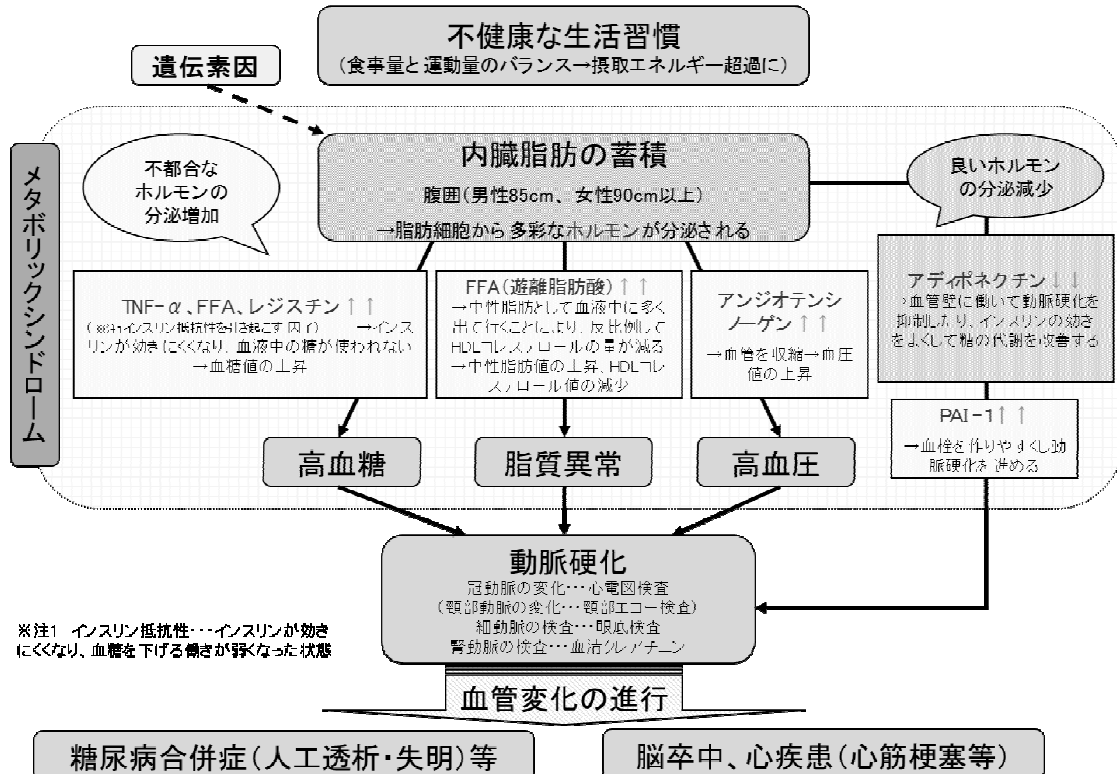 不健康な生活習慣
(食事量と運動量のバランス→摂取エネルギー超過に)
遺伝素因
メタボリックシンドローム
不都合な
ホルモンの
分泌増加
内臓脂肪の蓄積
腹囲(男性85cm、女性90cm以上)
→脂肪細胞から多彩なホルモンが分泌される
良いホルモン
の分泌減少
TNF-α、FFA、レジスチン↑↑
(※注1インスリン抵抗性を引き起こす因子) →インス
リンが効きにくくなり、血液中の糖が使われない
→血糖値の上昇
FFA(遊離脂肪酸)↑↑
→中性脂肪として血液中に多く
出て行くことにより、反比例して
HDLコレステロールの量が減る
→中性脂肪値の上昇、HDLコレ
ステロール値の減少
アンジオテンシ
ノーゲン↑↑
→血管を収縮→血圧
値の上昇
アディポネクチン↓↓
→血管壁に働いて動脈硬化を
抑制したり、インスリンの効き
をよくして糖の代謝を改善する
PAI-1↑↑
→血栓を作りやすくし動
脈硬化を進める
高血糖
脂質異常
高血圧
動脈硬化
冠動脈の変化…心電図検査
(頸部動脈の変化…頸部エコー検査)
細動脈の検査…眼底検査
腎動脈の検査…血清クレアチニン
※注1 インスリン抵抗性・・・インスリンが効き
にくくなり、血糖を下げる働きが弱くなった状態
血管変化の進行
糖尿病合併症(人工透析・失明)等
脳卒中、心疾患(心筋梗塞等)